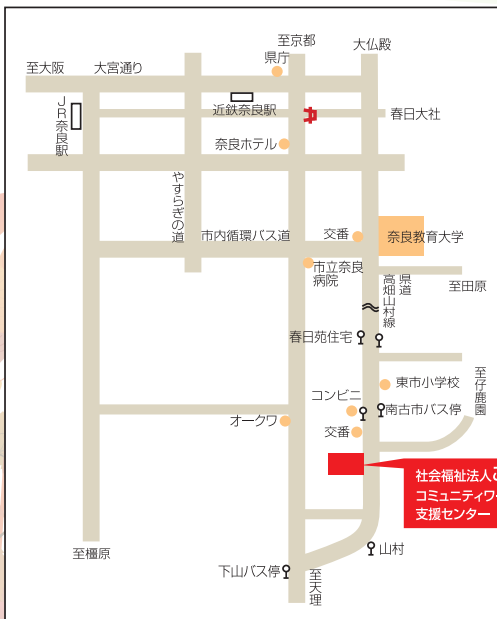 至京都
大仏殿
県庁
至大阪
大宮通り
近鉄奈良駅
JR奈良駅
春日大社
奈良ホテル
やすらぎの道
市内循環バス道
交番
奈良教育大学
市立奈良
病院
県道
高畑山村線
至田原
春日苑住宅
至仔鹿園
東市小学校
コンビニ
南古市バス停
オークワ
交番
社会福祉法人
コミュニティワ
支援センター
至橿原
山村
下山バス停
至天理